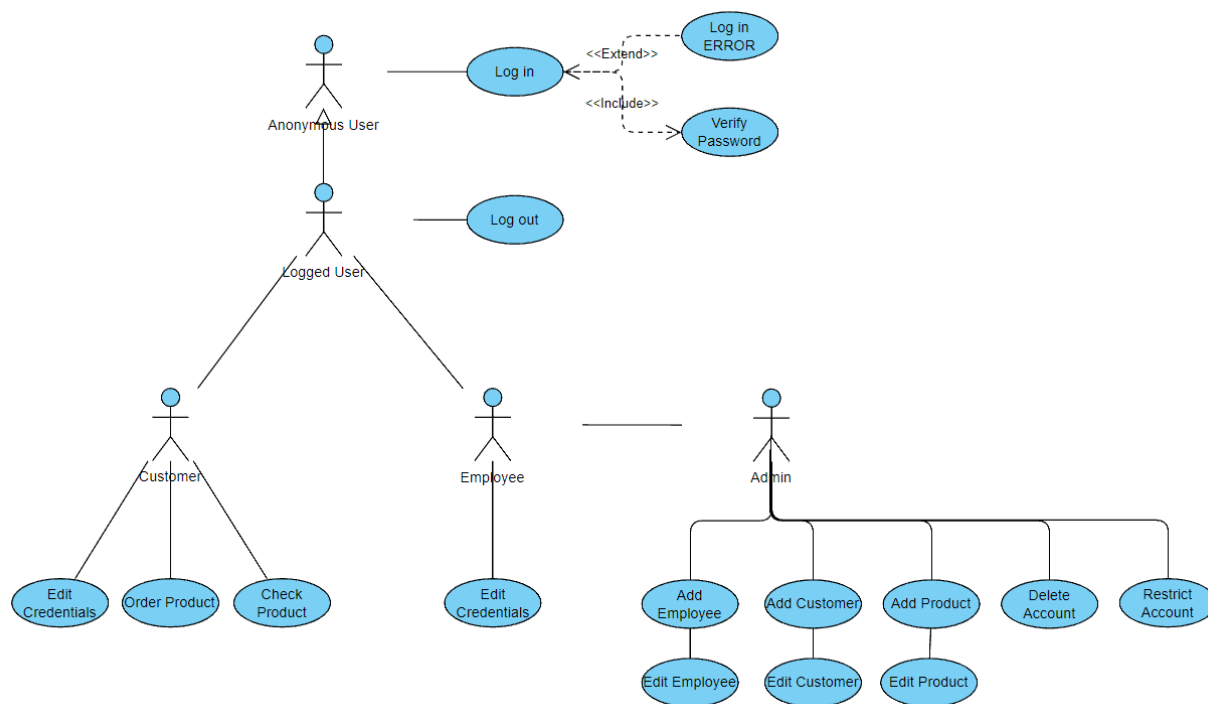 Log in
ERROR
<<Extend>>
Log in
<<Include>>
Verify
Password
Anonymous User
Log out
Logged User
Customer
Employee
Admin
Edit
Credentials
Order Product
Check
Product
Edit
Credentials
Add
Employee
Add Customer
Add Product
Delete
Account
Restrict
Account
Edit Employee
Edit Customer
Edit Product